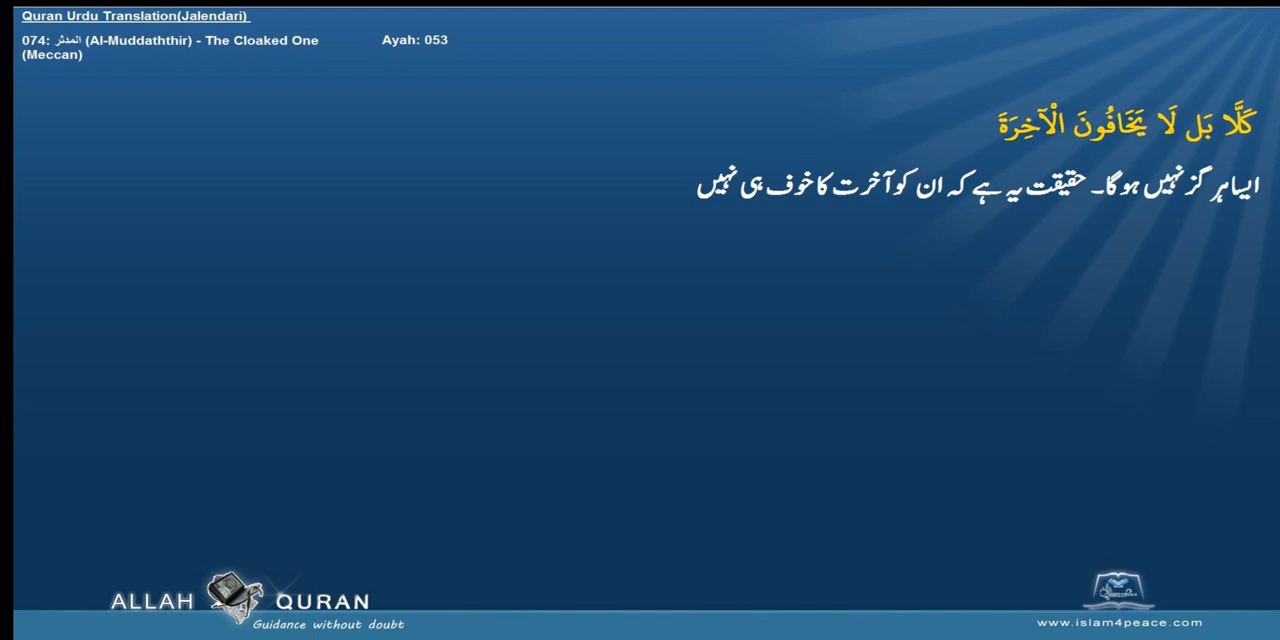 Quran Urdu Translation(Jalendari)
074: المدثر (Al-Muddaththir) - The Cloaked One Ayah: 053
(Meccan)
كَلَّا بَل لَا يَخَافُونَ الْآخِرَةَ
ایسا ہرگز نہیں ہوگا۔ حقیقت یہ ہے کہ ان کو آخرت کا خوف ہی نہیں
ALLAH QURAN
Guidance without doubt
www.islam4peace.com